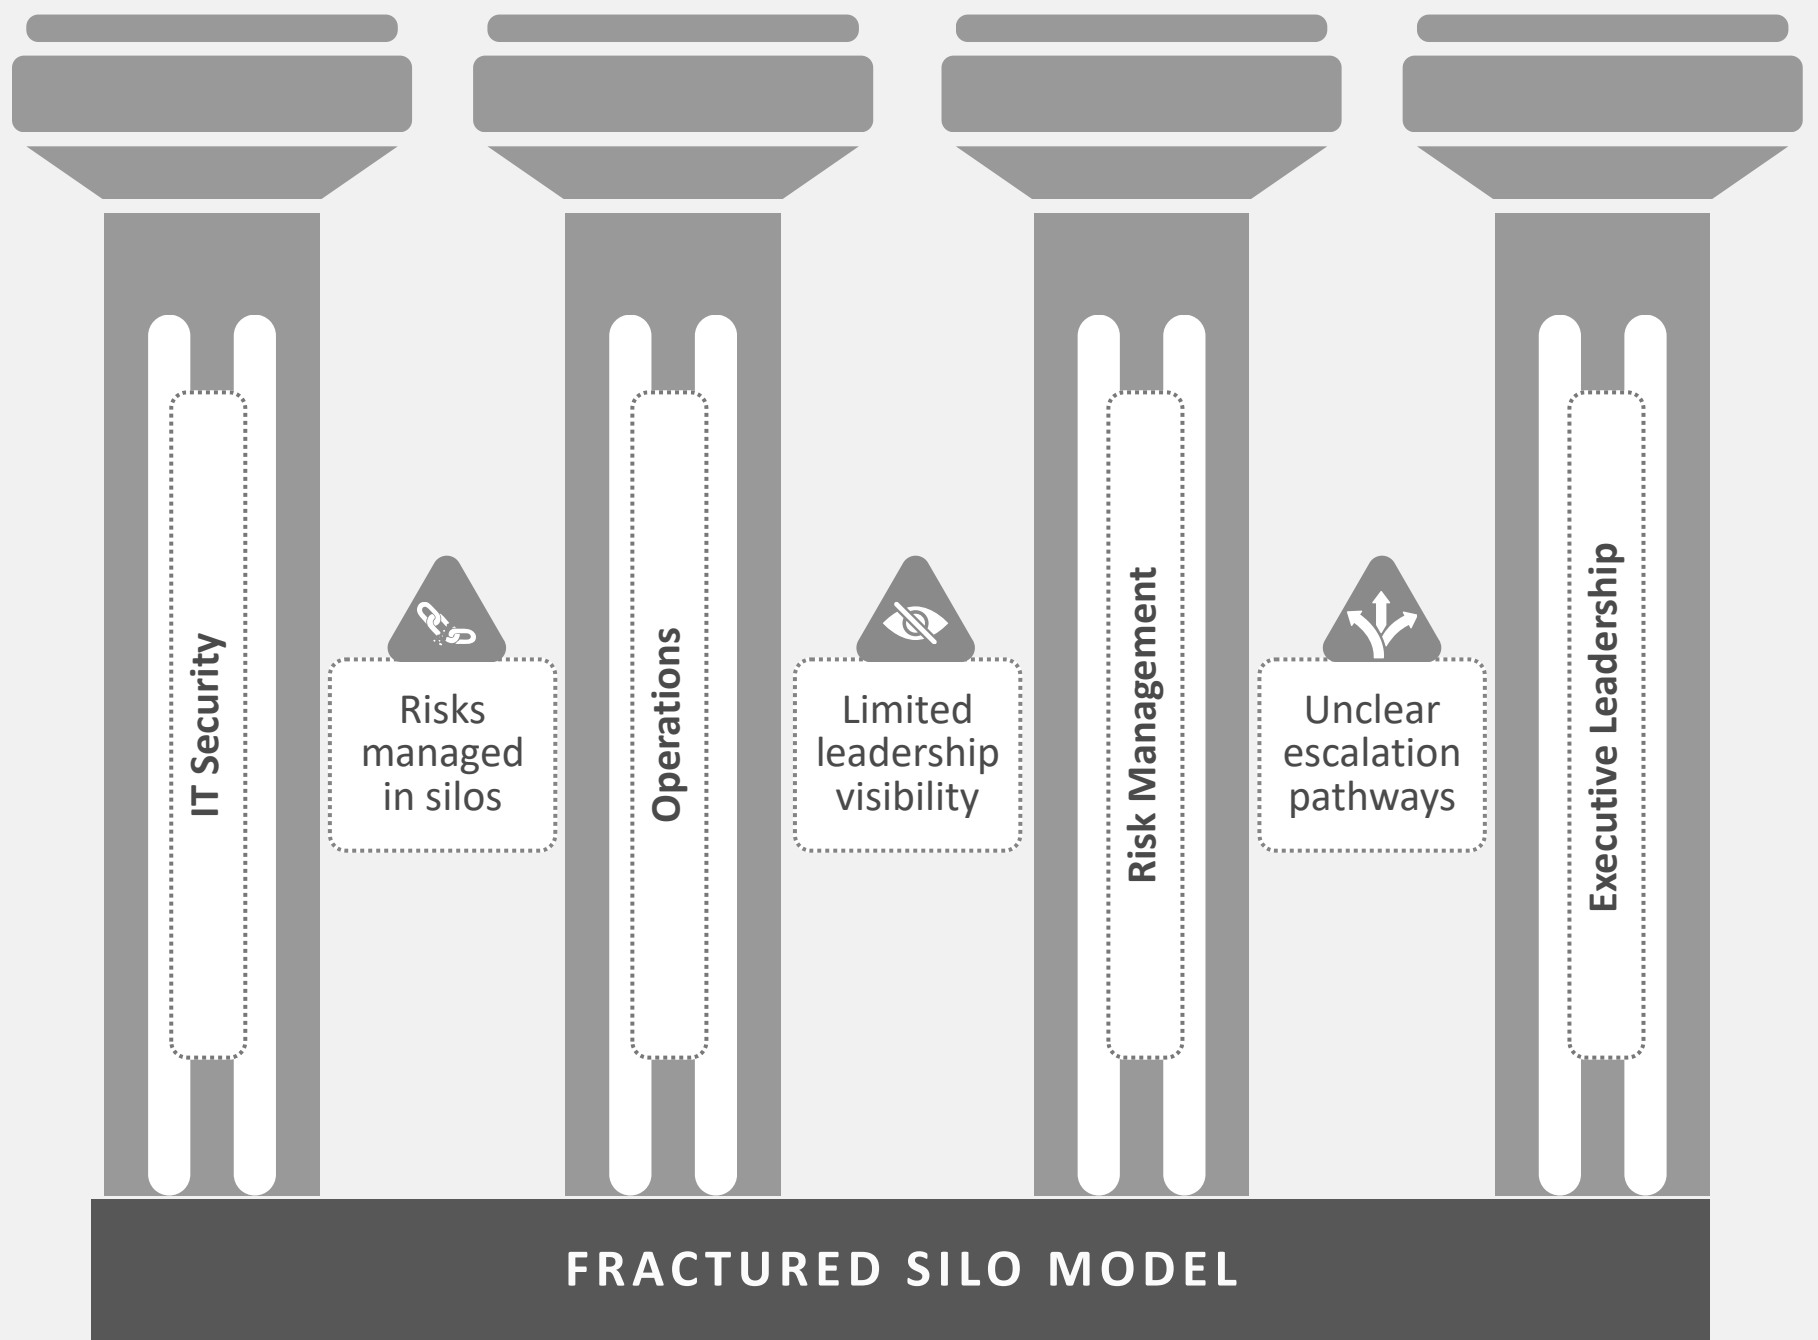 IT Security
Risks
managed
in silos
Operations
Limited
leadership
visibility
Risk Management
Unclear
escalation
pathways
Executive Leadership
FRACTURED SILO MODEL